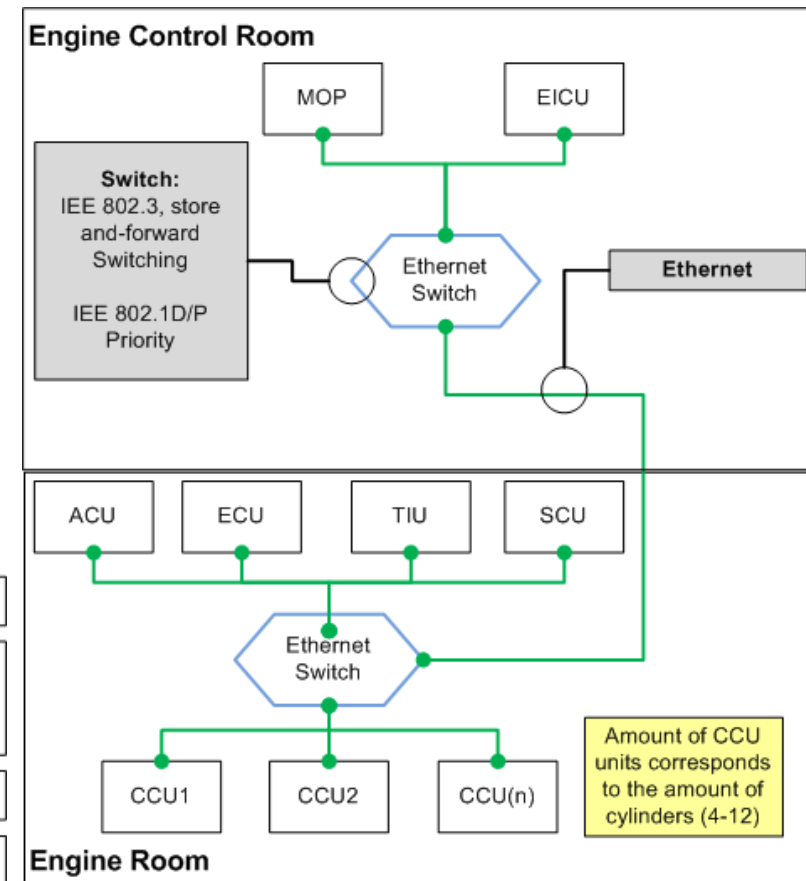 Engine Control Room
MOP
EICU
Switch:
IEE 802.3, store
and-forward
Switching
IEE 802.1D/P
Priority
Ethernet
Switch
Ethernet
ACU
ECU
TIU
SCU
Ethernet
Switch
CCU1
CCU2
CCU(n)
Amount of CCU
units corresponds
to the amount of
cylinders (4-12)
Engine Room